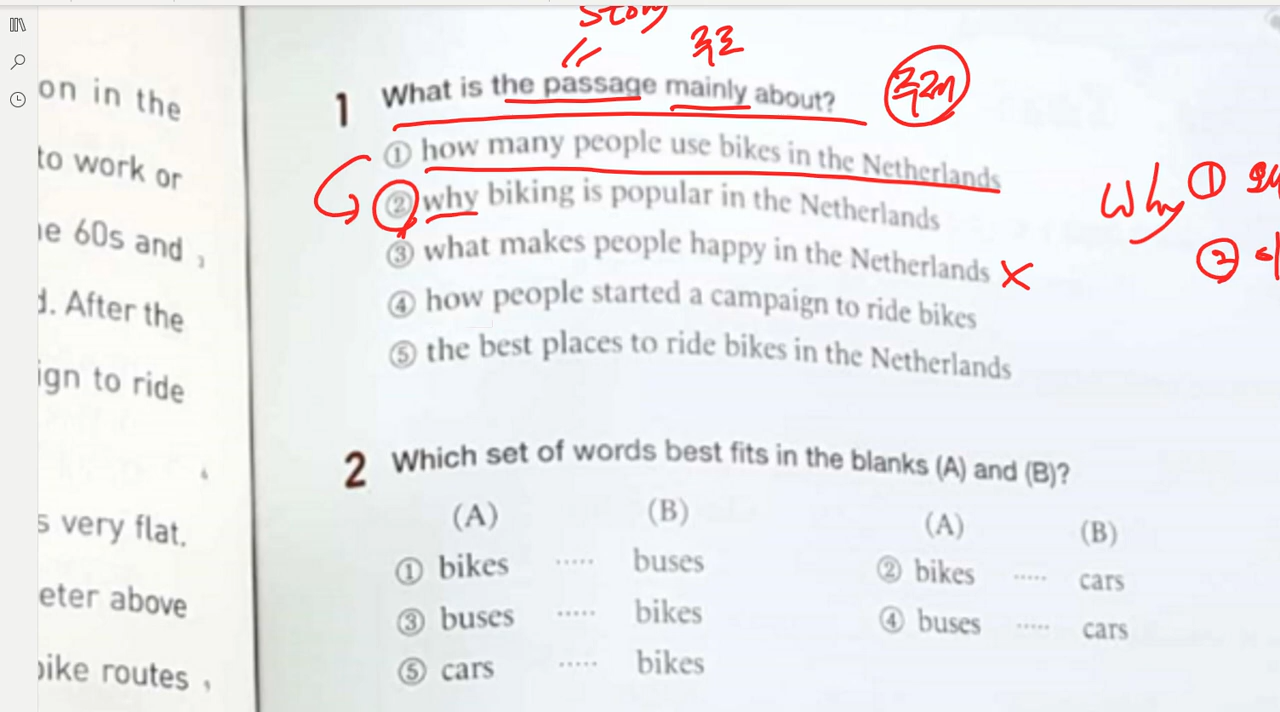 on in the
to work or
e 60s and
d. After the
ign to ride
s very flat.
eter above
bike routes
story
주로
1 What is the passage mainly about?
주제
① how many people use bikes in the Netherlands
② why biking is popular in the Netherlands
③ what makes people happy in the Netherlands X
④ how people started a campaign to ride bikes
⑤ the best places to ride bikes in the Netherlands
why ①
②
2 Which set of words best fits in the blanks (A) and (B)?
(A) (B) (A) (B)
① bikes ····· buses ② bikes ····· cars
③ buses ····· bikes ④ buses ····· cars
⑤ cars ····· bikes